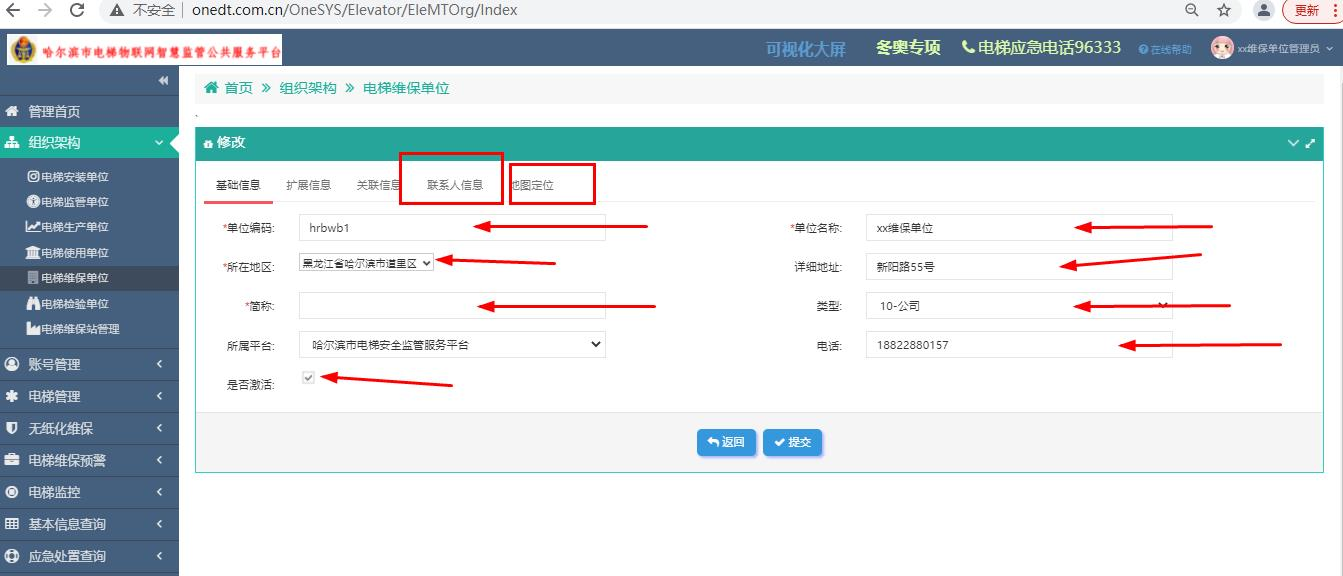 不安全 onedt.com.cn/OneSYS/Elevator/EleMTOrg/Index 更新
哈尔滨市电梯物联网智慧监管公共服务平台 可视化大屏 冬奥专项 电梯应急电话96333 在线帮助 xx维保单位管理员
首页 组织架构 电梯维保单位
管理首页
组织架构
电梯安装单位
电梯监管单位
电梯生产单位
电梯使用单位
电梯维保单位
电梯检验单位
电梯维保站管理
账号管理
电梯管理
无纸化维保
电梯维保预警
电梯监控
基本信息查询
应急处置查询
修改
基础信息 扩展信息 关联信息 联系人信息 地图定位
*单位编码: hrbwb1 *单位名称: xx维保单位
*所在地区: 黑龙江省哈尔滨市道里区 详细地址: 新阳路55号
*简称: 类型: 10-公司
所属平台: 哈尔滨市电梯安全监管服务平台 电话: 18822880157
是否激活:
返回 提交